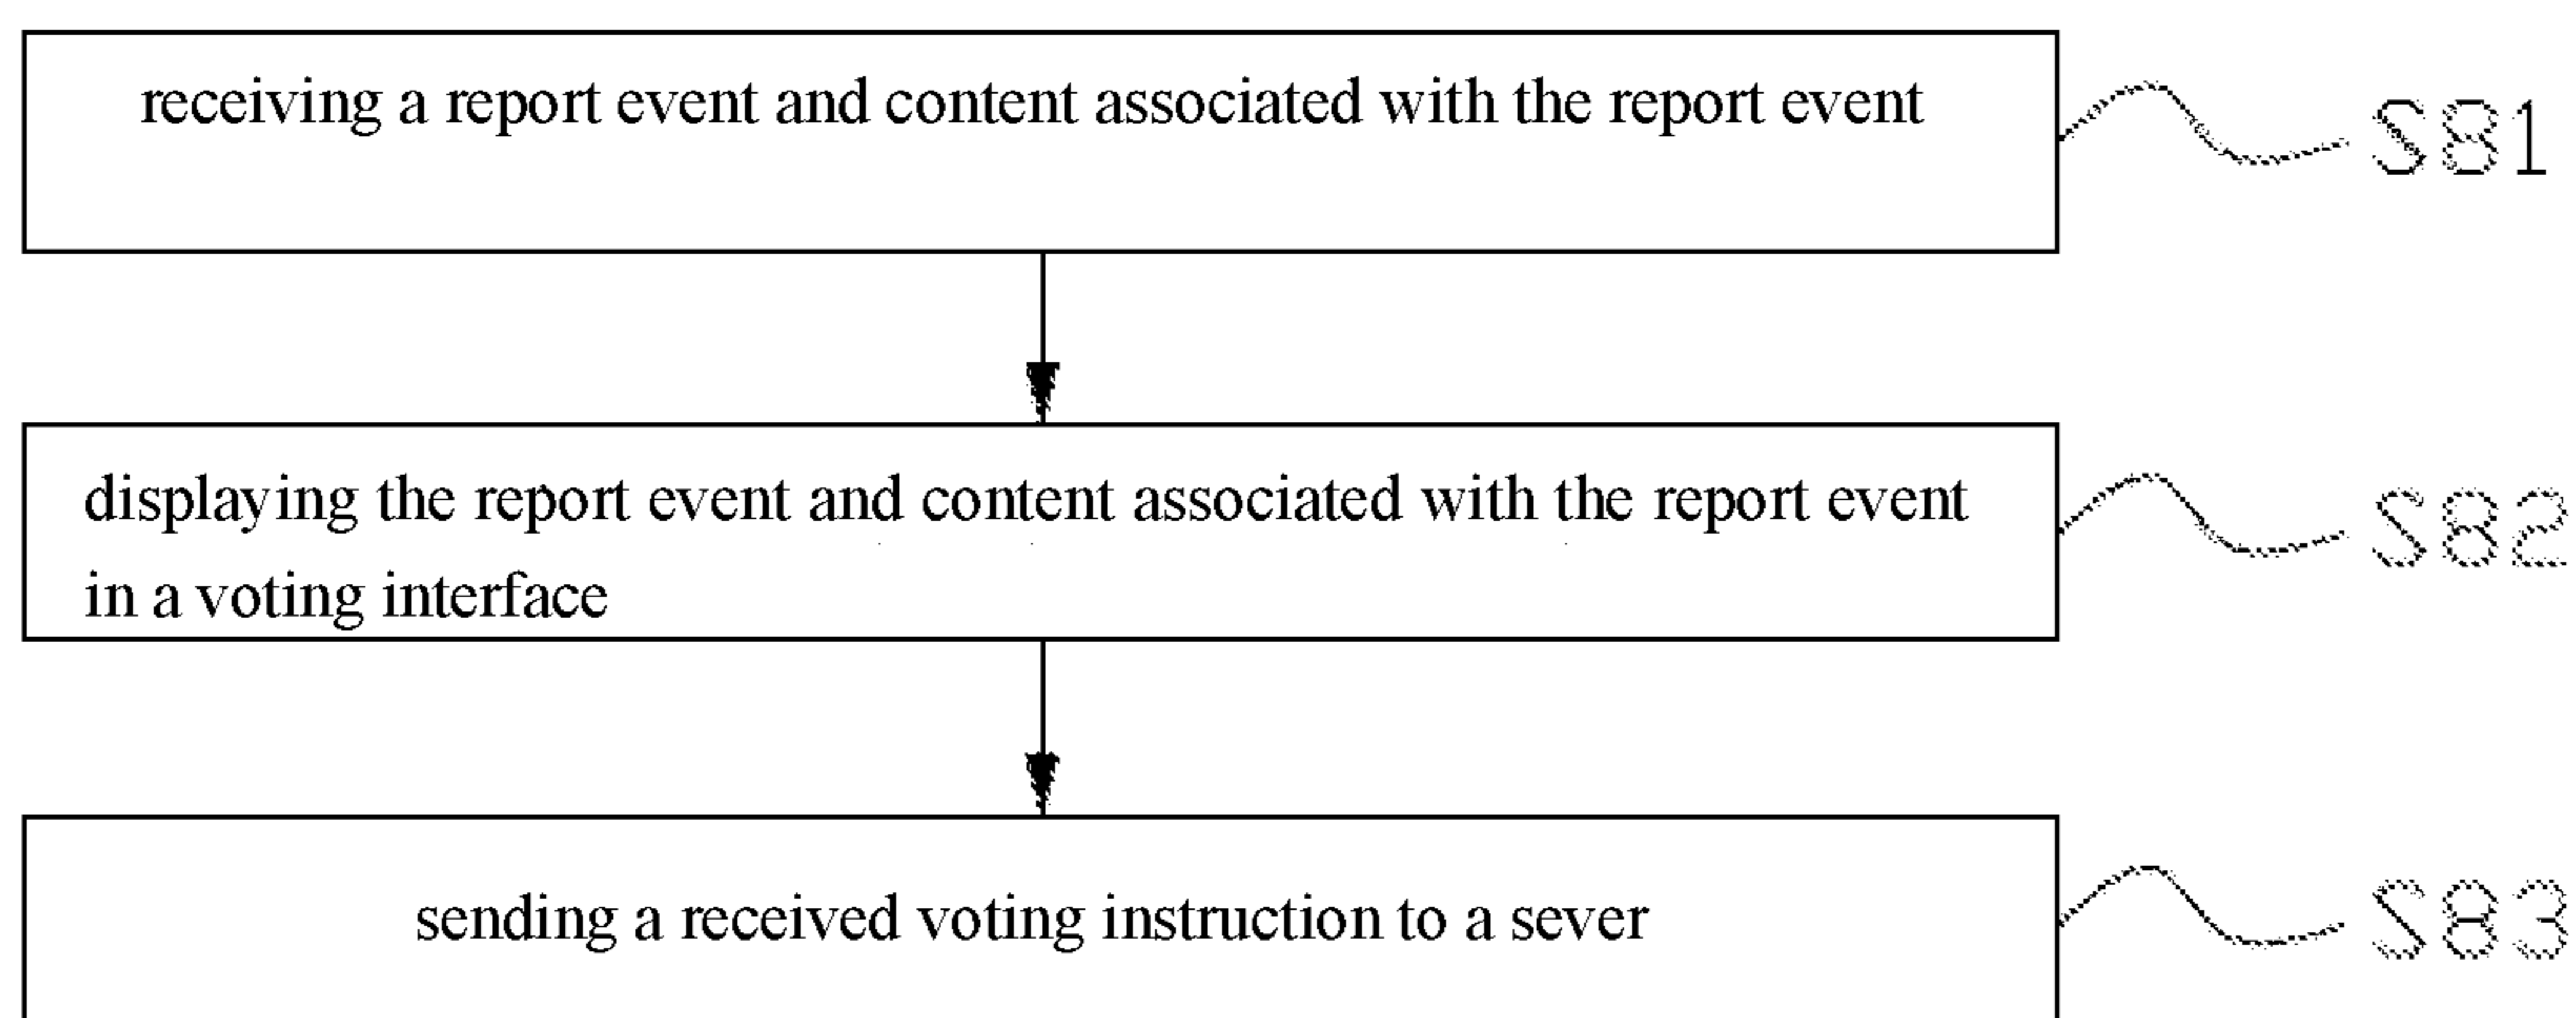 receiving a report event and content associated with the report event
S81
displaying the report event and content associated with the report event
in a voting interface
S82
sending a received voting instruction to a sever
S83